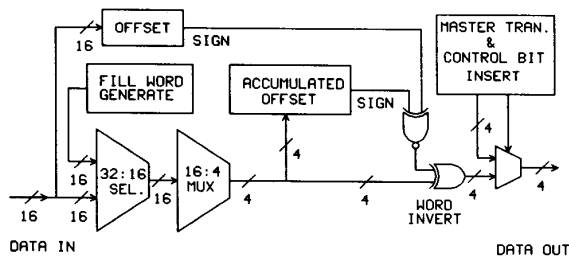 OFFSET
16
SIGN
MASTER TRAN.
&
CONTROL BIT
INSERT
FILL WORD
GENERATE
ACCUMULATED
OFFSET
SIGN
4
4
16
32:16
SEL.
16:4
MUX
16
16
16
4
4
4
4
WORD
INVERT
DATA IN
DATA OUT